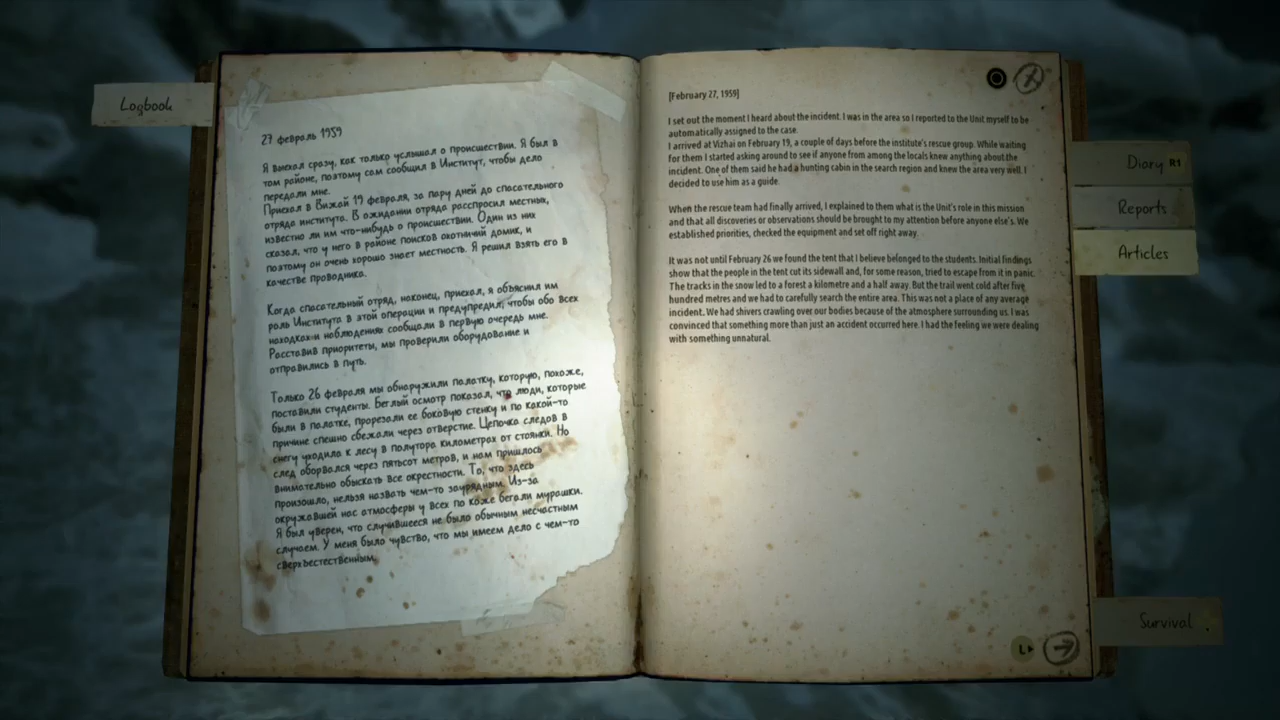 Logbook
27 февраль 1959
Я выехал сразу, как только услышал о происшествии. Я был в
том районе, поэтому сам сообщил в Институт, чтобы дело
передали мне.
Приехал в Вижай 19 февраля, за пару дней до спасательного
отряда института. В ожидании отряда расспросил местных,
известно ли им что-нибудь о происшествии. Один из них
сказал, что у него в районе поисков охотничий домик, и
поэтому он очень хорошо знает местность. Я решил взять его в
качестве проводника.
Когда спасательный отряд, наконец, приехал, я объяснил им
роль Института в этой операции и предупредил, чтобы обо всех
находках и наблюдениях сообщали в первую очередь мне.
Расставив приоритеты, мы проверили оборудование и
отправились в путь.
Только 26 февраля мы обнаружили палатку, которую, похоже,
поставили студенты. Беглый осмотр показал, что люди, которые
были в палатке, прорезали ее боковую стенку и по какой-то
причине спешно сбежали через отверстие. Цепочка следов в
снегу уходила к лесу в полутора километрах от стоянки. Но
след оборвался через пятьсот метров, и нам пришлось
внимательно обыскать все окрестности. То, что здесь
произошло, нельзя назвать чем-то заурядным. Из-за
окружавшей нас атмосферы у всех по коже бегали мурашки.
Я был уверен, что случившееся не было обычным несчастным
случаем. У меня было чувство, что мы имеем дело с чем-то
сверхъестественным.
[February 27, 1959]
I set out the moment I heard about the incident. I was in the area so I reported to the Unit myself to be
automatically assigned to the case.
I arrived at Vizhai on February 19, a couple of days before the institute's rescue group. While waiting
for them I started asking around to see if anyone from among the locals knew anything about the
incident. One of them said he had a hunting cabin in the search region and knew the area very well. I
decided to use him as a guide.
When the rescue team had finally arrived, I explained to them what is the Unit's role in this mission
and that all discoveries or observations should be brought to my attention before anyone else's. We
established priorities, checked the equipment and set off right away.
It was not until February 26 we found the tent that I believe belonged to the students. Initial findings
show that the people in the tent cut its sidewall and, for some reason, tried to escape from it in panic.
The tracks in the snow led to a forest a kilometre and a half away. But the trail went cold after five
hundred metres and we had to carefully search the entire area. This was not a place of any average
incident. We had shivers crawling over our bodies because of the atmosphere surrounding us. I was
convinced that something more than just an accident occurred here. I had the feeling we were dealing
with something unnatural.
Diary R1
Reports
Articles
Survival
L